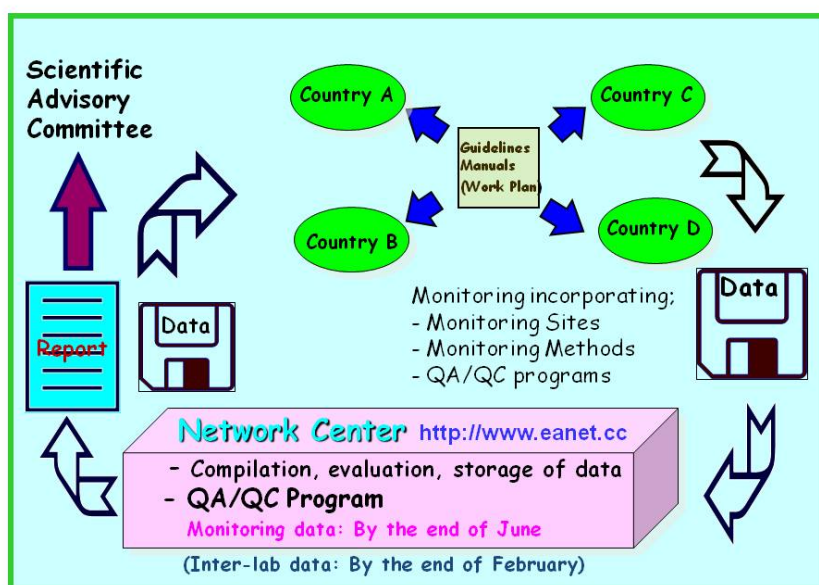 Scientific
Advisory
Committee
Country A
Country C
Guidelines
Manuals
(Work Plan)
Country B
Country D
Data
Report
Data
Monitoring incorporating;
- Monitoring Sites
- Monitoring Methods
- QA/QC programs
Network Center http://www.eanet.cc
- Compilation, evaluation, storage of data
- QA/QC Program
Monitoring data: By the end of June
(Inter-lab data: By the end of February)